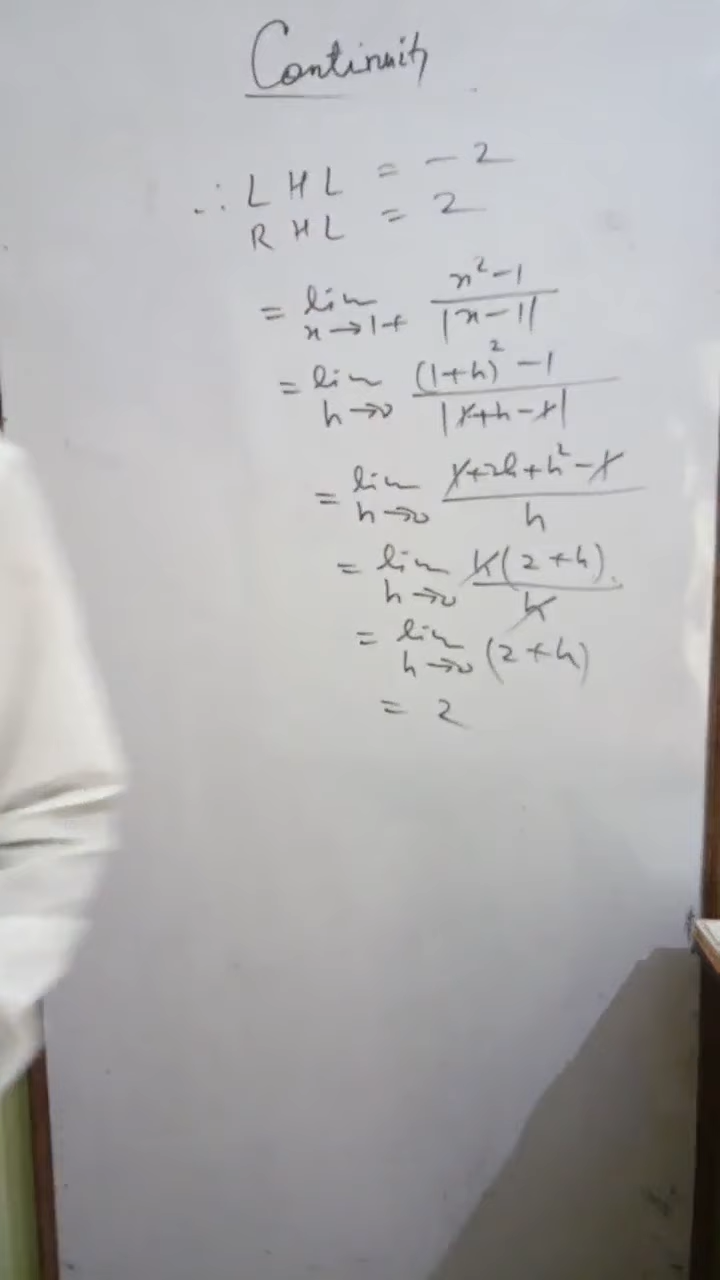 Continuity
∴ LHL = -2
RHL = 2
= lim x→1+ x²-1 / |x-1|
= lim h→0 (1+h)²-1 / |1+h-1|
= lim h→0 1+2h+h²-1 / h
= lim h→0 h(2+h) / h
= lim h→0 (2+h)
= 2